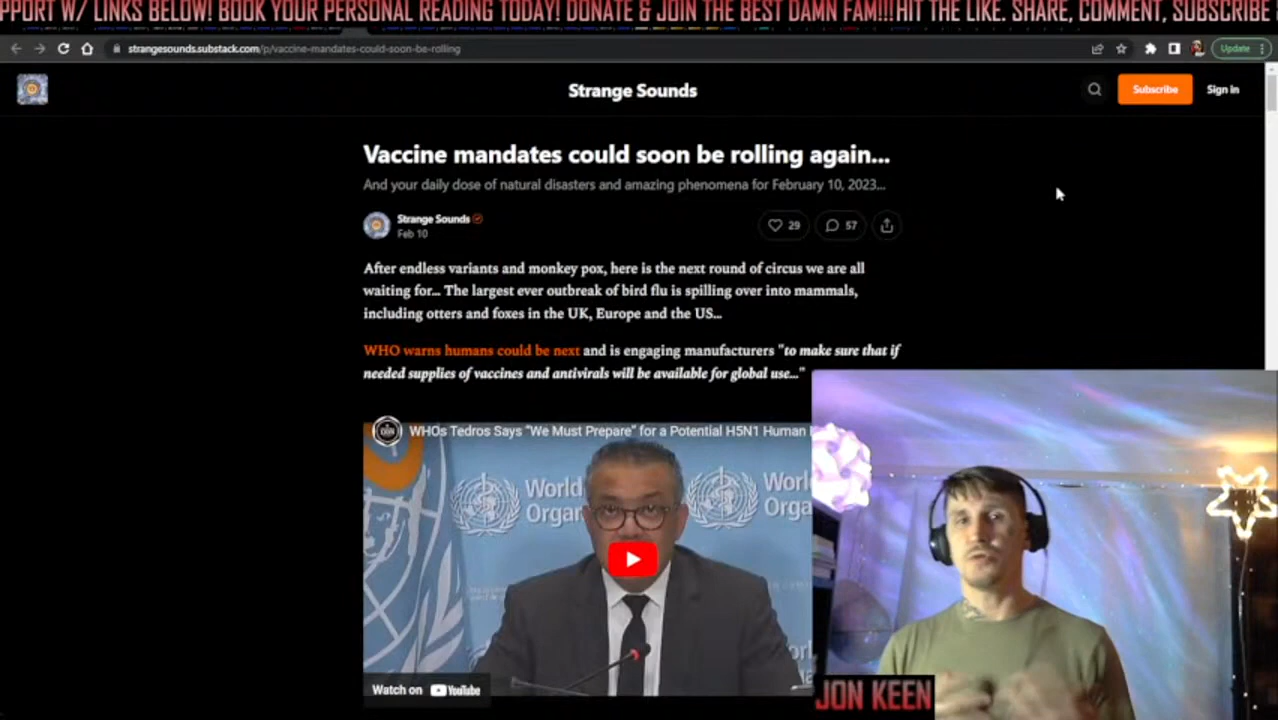 PPORT W/ LINKS BELOW! BOOK YOUR PERSONAL READING TODAY! DONATE & JOIN THE BEST DAMN FAM!!!HIT THE LIKE. SHARE, COMMENT, SUBSCRIBE
strangesounds.substack.com/p/vaccine-mandates-could-soon-be-rolling
Update
Strange Sounds
Subscribe
Sign in
Vaccine mandates could soon be rolling again...
And your daily dose of natural disasters and amazing phenomena for February 10, 2023...
Strange Sounds
Feb 10
29
57
After endless variants and monkey pox, here is the next round of circus we are all
waiting for... The largest ever outbreak of bird flu is spilling over into mammals,
including otters and foxes in the UK, Europe and the US...
WHO warns humans could be next and is engaging manufacturers "to make sure that if
needed supplies of vaccines and antivirals will be available for global use..."
WHOs Tedros Says “We Must Prepare” for a Potential H5N1 Human
World
Organ
Worl
Orga
Watch on YouTube
JON KEEN